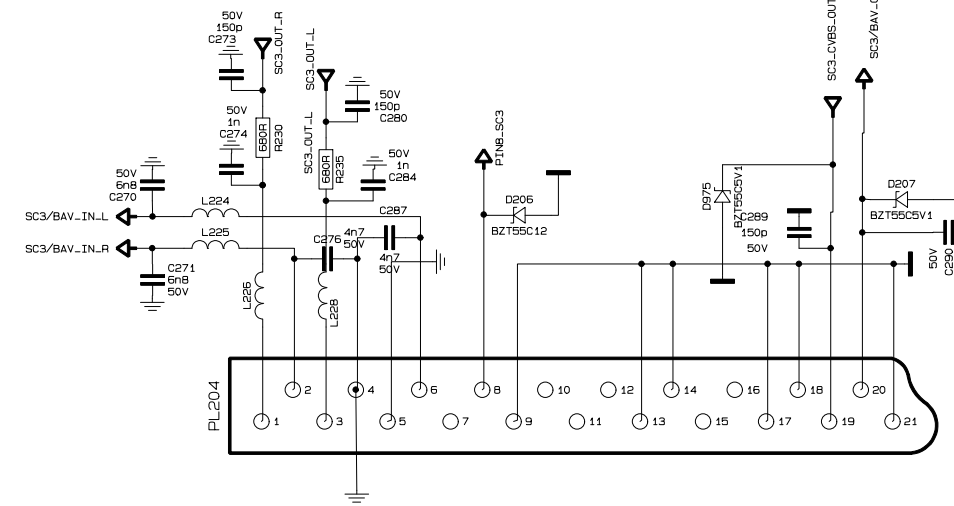 50V
150p
C273
SC3_OUT_R
SC3_OUT_L
50V
150p
C280
50V
1n
C274
680R
R230
SC3_OUT_L
680R
R235
50V
1n
C284
50V
6n8
C270
L224
SC3/BAV_IN_L
L225
SC3/BAV_IN_R
C271
6n8
50V
L226
L228
C276
C287
4n7
50V
4n7
50V
PIN8_SC3
D206
BZT55C12
SC3_CVBS_OUT
D975
BZT55C5V1
C289
150p
50V
D207
BZT55C5V1
50V
C290
PL204
2
4
6
8
10
12
14
16
18
20
1
3
5
7
9
11
13
15
17
19
21